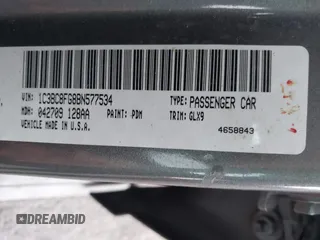 VIN: 1C3BC8FG8BN577534
TYPE: PASSENGER CAR
MDH: 042709 128AA
PAINT: PDM
TRIM: GLX9
VEHICLE MADE IN U.S.A.
4658843
DREAMBID